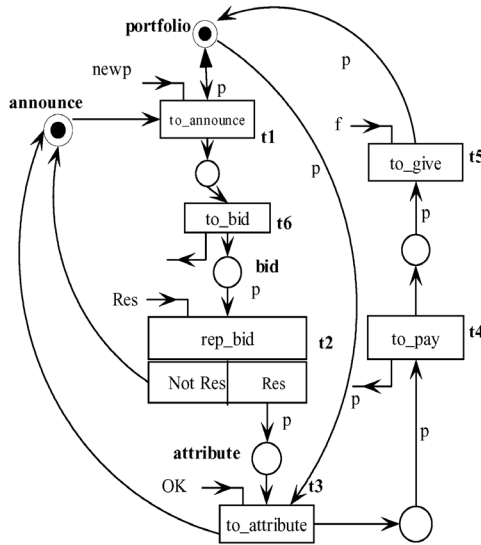 portfolio
p
newp
p
announce
to_announce
t1
f
to_give
t5
p
p
to_bid
t6
bid
p
Res
rep_bid
t2
to_pay
t4
Not Res
Res
p
p
p
attribute
OK
t3
to_attribute